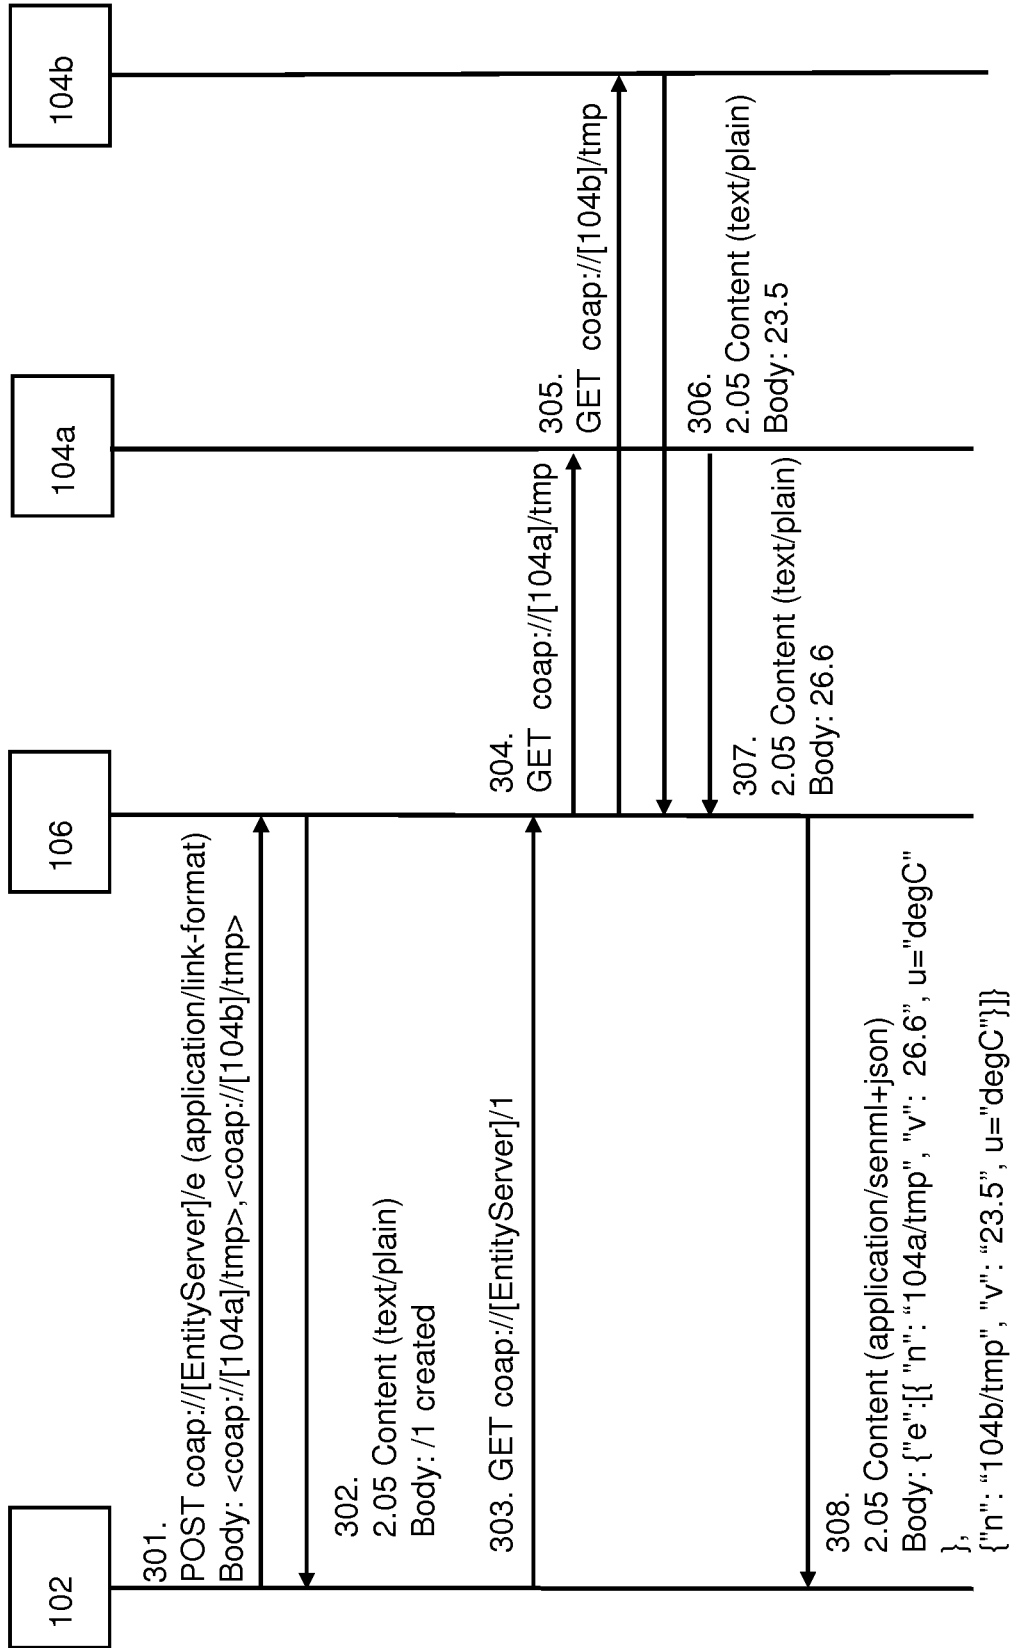 102
106
104a
104b
301.
POST coap://[EntityServer]/e (application/link-format)
Body: <coap://[104a]/tmp>,<coap://[104b]/tmp>
302.
2.05 Content (text/plain)
Body: /1 created
303. GET coap://[EntityServer]/1
304.
GET coap://[104a]/tmp
305.
GET coap://[104b]/tmp
306.
2.05 Content (text/plain)
Body: 23.5
307.
2.05 Content (text/plain)
Body: 26.6
308.
2.05 Content (application/senml+json)
Body: {"e":[{ "n": “104a/tmp", "v": 26.6”, u="degC"
},
{"n": “104b/tmp", "v": “23.5”, u="degC"}]}